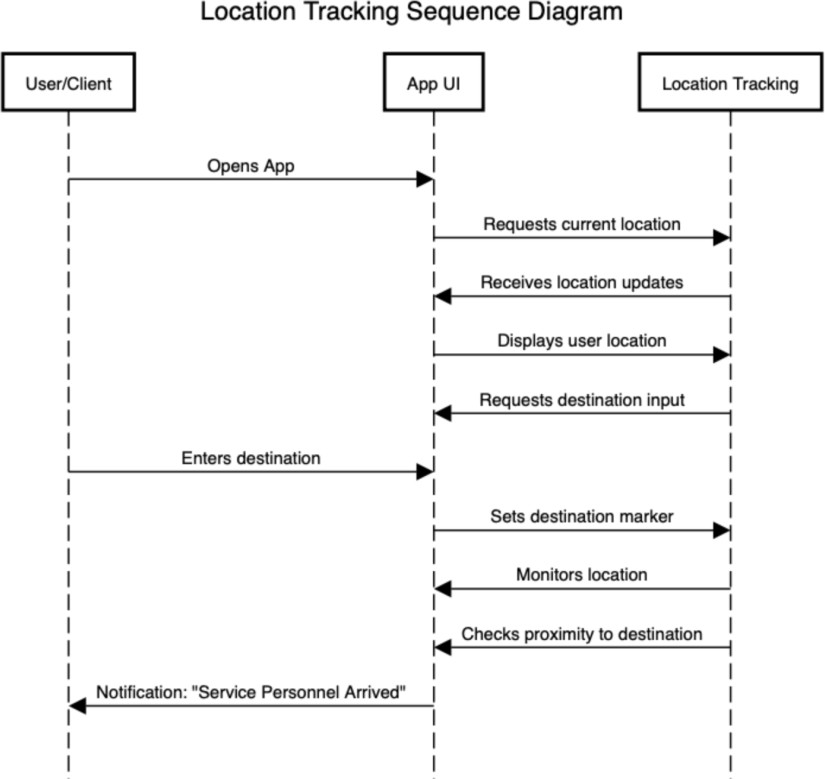 Location Tracking Sequence Diagram
User/Client
App UI
Location Tracking
Opens App
Requests current location
Receives location updates
Displays user location
Requests destination input
Enters destination
Sets destination marker
Monitors location
Checks proximity to destination
Notification: "Service Personnel Arrived"